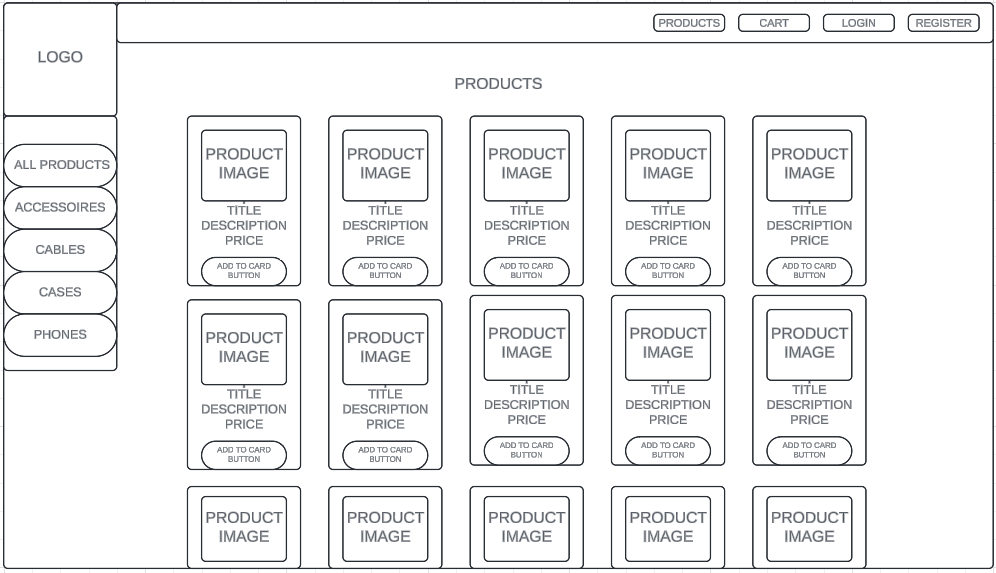 PRODUCTS CART LOGIN REGISTER
LOGO
PRODUCTS
ALL PRODUCTS
ACCESSOIRES
CABLES
CASES
PHONES
PRODUCT PRODUCT PRODUCT PRODUCT PRODUCT
IMAGE IMAGE IMAGE IMAGE IMAGE
TITLE TITLE TITLE TITLE TITLE
DESCRIPTION DESCRIPTION DESCRIPTION DESCRIPTION DESCRIPTION
PRICE PRICE PRICE PRICE PRICE
ADD TO CARD ADD TO CARD ADD TO CARD ADD TO CARD ADD TO CARD
BUTTON BUTTON BUTTON BUTTON BUTTON
PRODUCT PRODUCT PRODUCT PRODUCT PRODUCT
IMAGE IMAGE IMAGE IMAGE IMAGE
TITLE TITLE TITLE TITLE TITLE
DESCRIPTION DESCRIPTION DESCRIPTION DESCRIPTION DESCRIPTION
PRICE PRICE PRICE PRICE PRICE
ADD TO CARD ADD TO CARD ADD TO CARD ADD TO CARD ADD TO CARD
BUTTON BUTTON BUTTON BUTTON BUTTON
PRODUCT PRODUCT PRODUCT PRODUCT PRODUCT
IMAGE IMAGE IMAGE IMAGE IMAGE